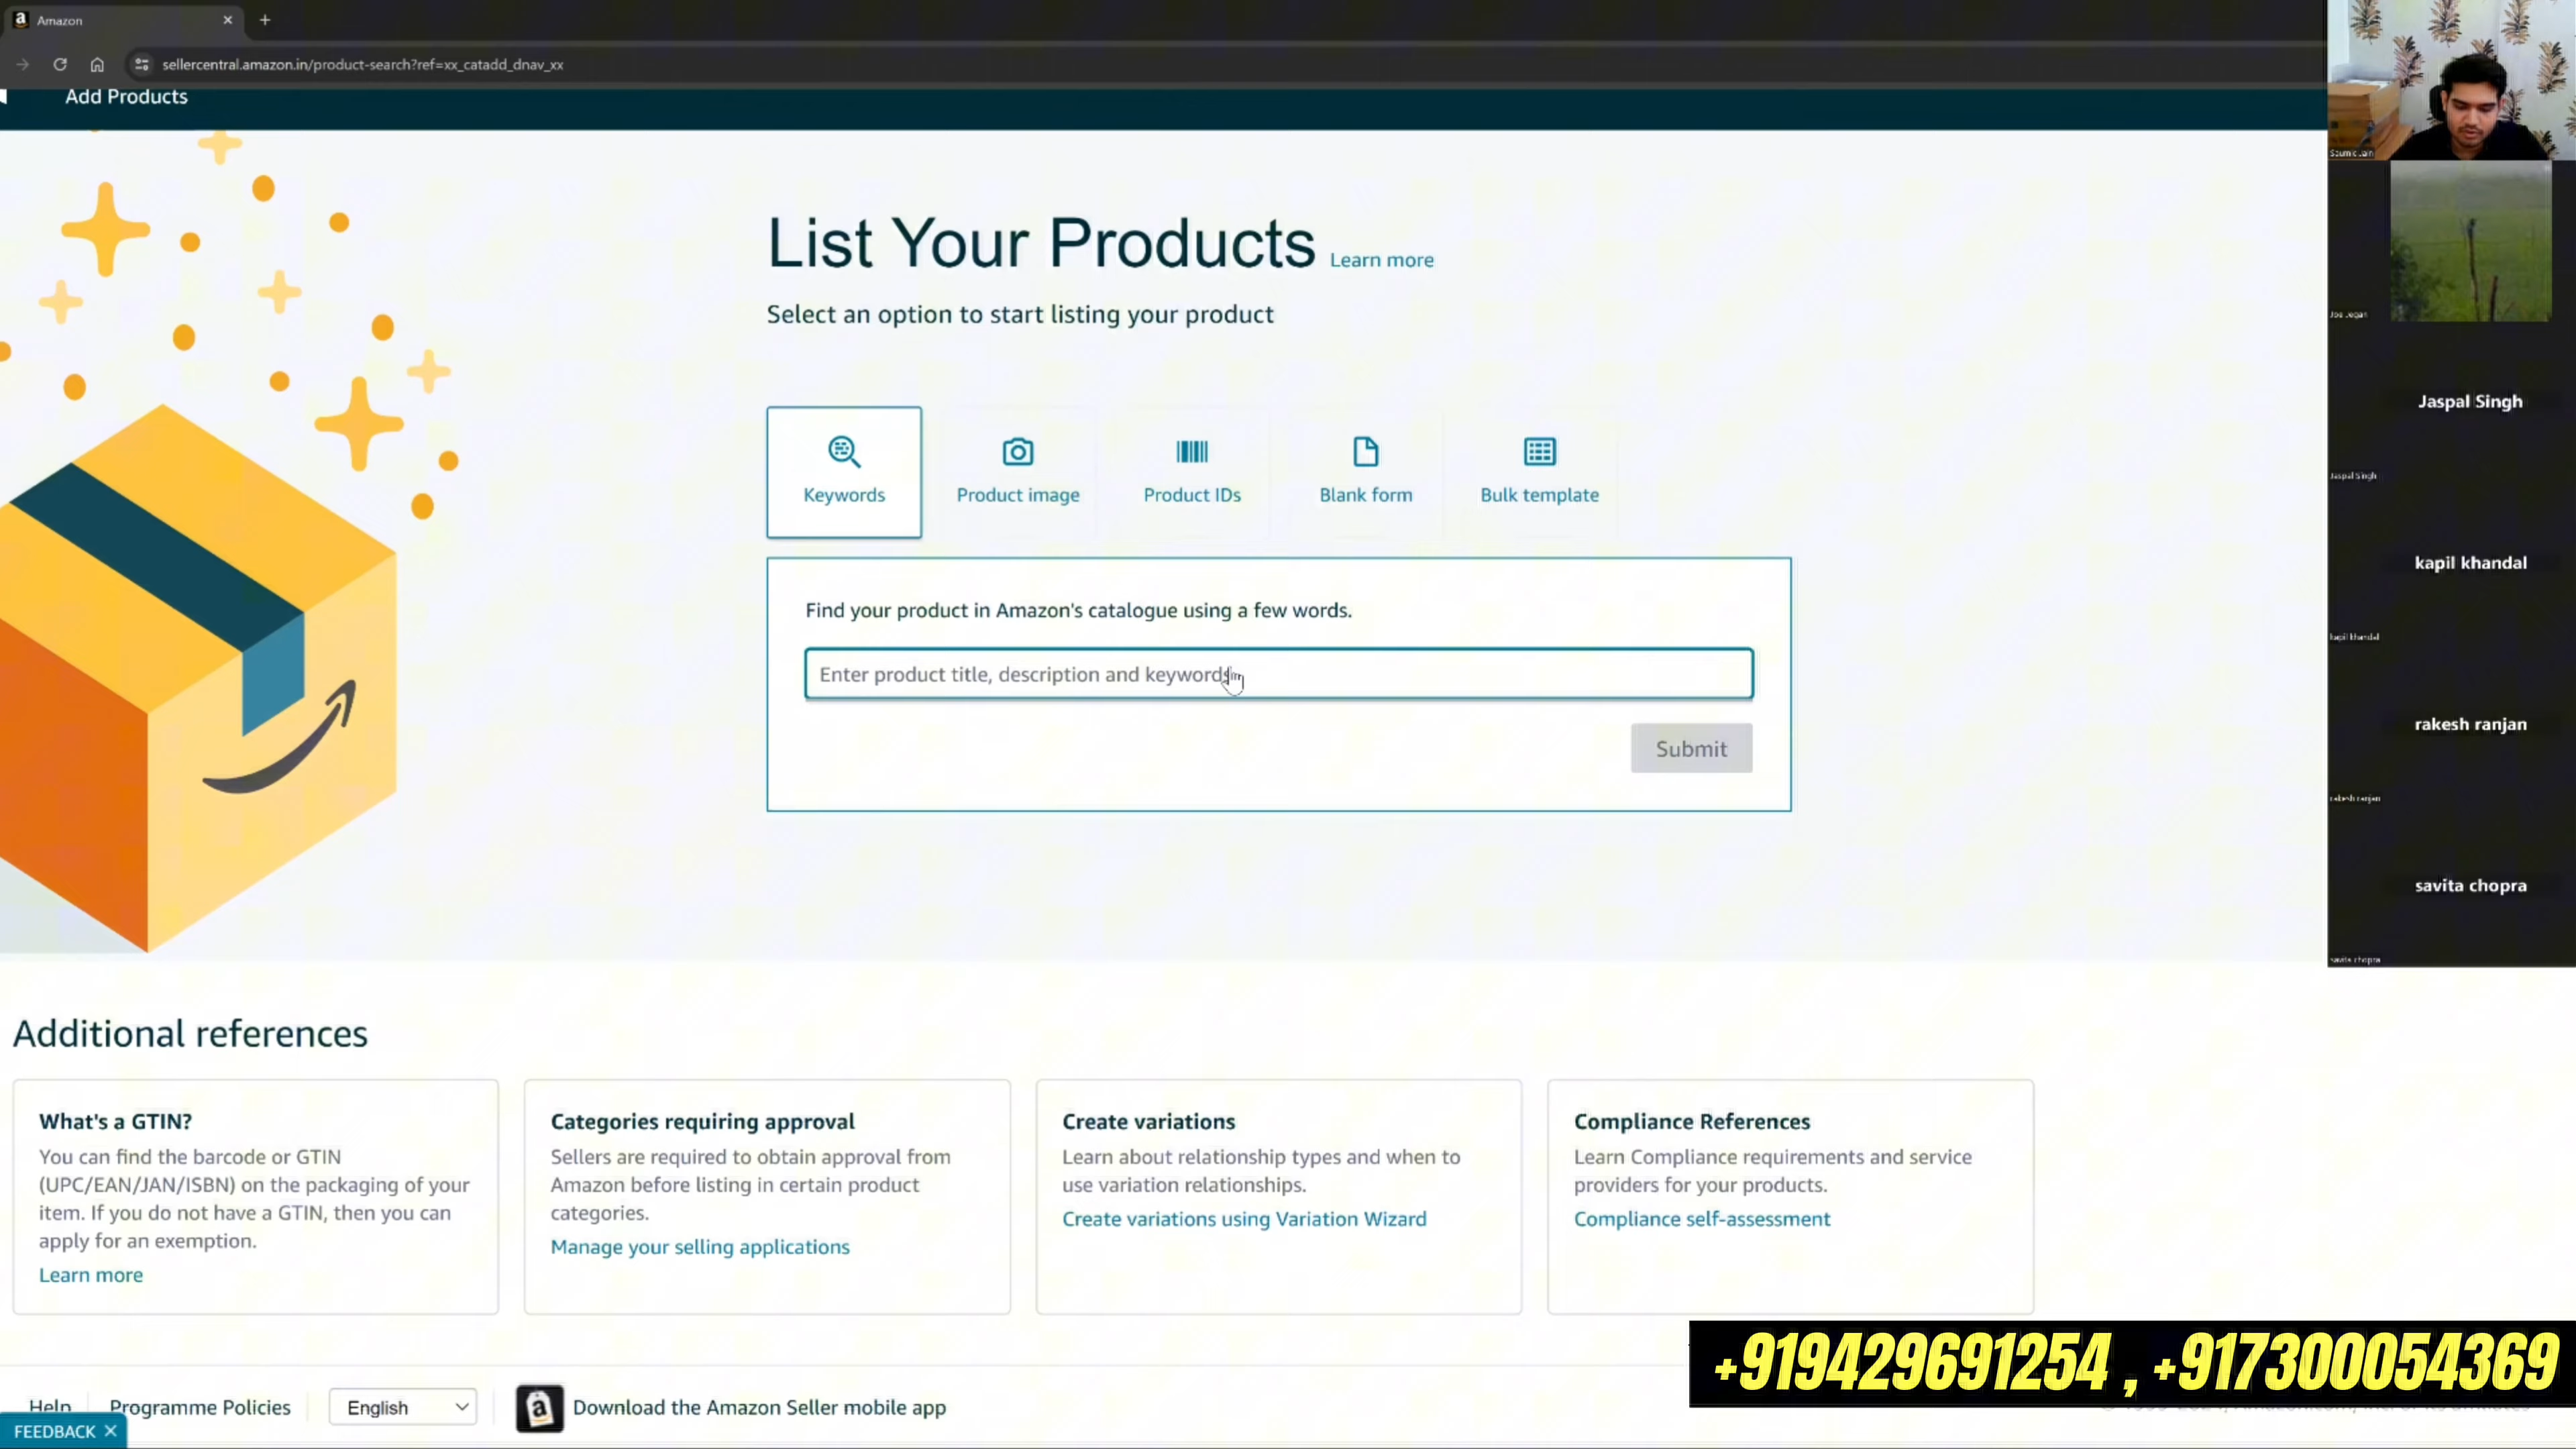 Amazon
sellercentral.amazon.in/product-search?ref=xx_catadd_dnav_xx
Add Products
List Your Products Learn more
Select an option to start listing your product
Keywords
Product image
Product IDs
Blank form
Bulk template
Find your product in Amazon's catalogue using a few words.
Enter product title, description and keywords
Submit
Jaspal Singh
Jaspal Singh
kapil khandal
kapil khandal
rakesh ranjan
rakesh ranjan
savita chopra
savita chopra
Additional references
What's a GTIN?
You can find the barcode or GTIN
(UPC/EAN/JAN/ISBN) on the packaging of your
item. If you do not have a GTIN, then you can
apply for an exemption.
Learn more
Categories requiring approval
Sellers are required to obtain approval from
Amazon before listing in certain product
categories.
Manage your selling applications
Create variations
Learn about relationship types and when to
use variation relationships.
Create variations using Variation Wizard
Compliance References
Learn Compliance requirements and service
providers for your products.
Compliance self-assessment
+919429691254 , +917300054369
Help
Programme Policies
English
Download the Amazon Seller mobile app
FEEDBACK